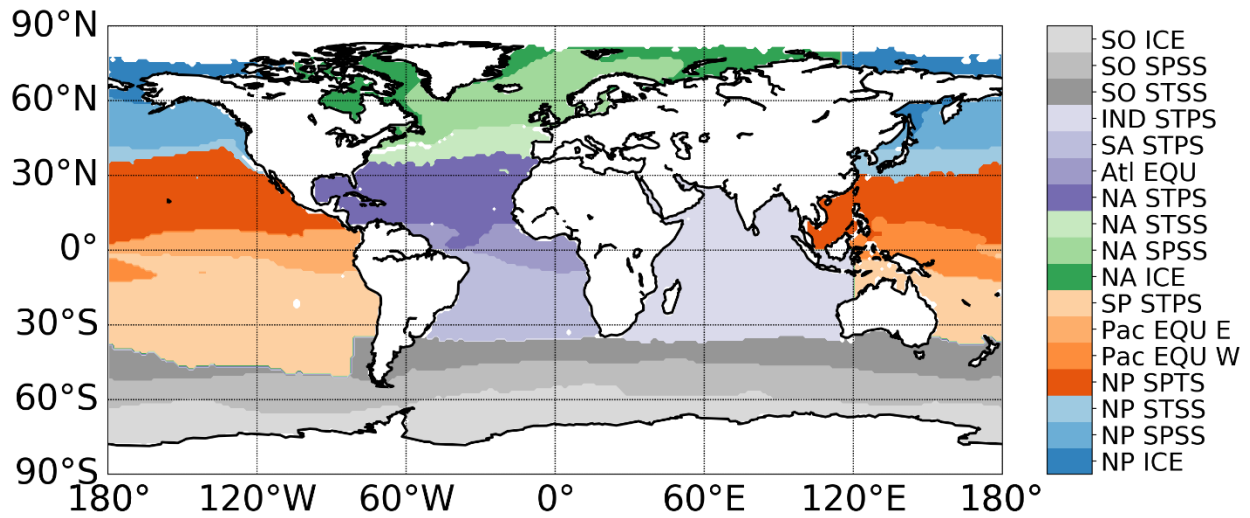 90°N
60°N
30°N
0°
30°S
60°S
90°S
180°
120°W
60°W
0°
60°E
120°E
180°
SO ICE
SO SPSS
SO STSS
IND STPS
SA STPS
Atl EQU
NA STPS
NA STSS
NA SPSS
NA ICE
SP STPS
Pac EQU E
Pac EQU W
NP SPTS
NP STSS
NP SPSS
NP ICE